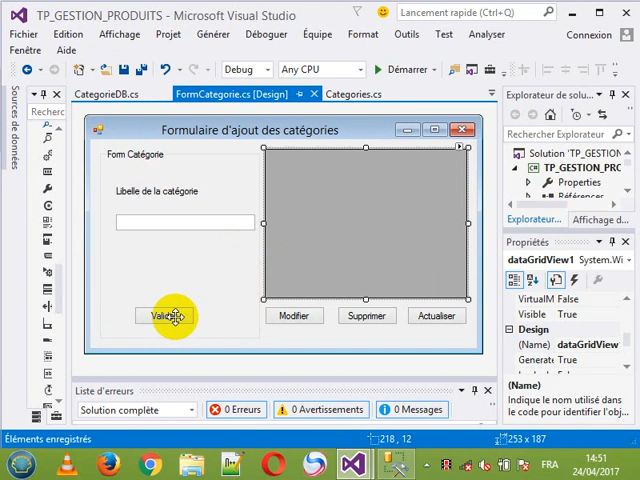 TP_GESTION_PRODUITS - Microsoft Visual Studio
Lancement rapide (Ctrl+Q)
Fichier Edition Affichage Projet Générer Déboguer Équipe Format Outils Test Analyser Connexion
Fenêtre Aide
Debug Any CPU Démarrer
Sources de données
Recherc
CategorieDB.cs FormCategorie.cs [Design] Categories.cs
Formulaire d'ajout des catégories
Form Catégorie
Libelle de la catégorie
Modifier Supprimer Actualiser
Liste d'erreurs
Solution complète 0 Erreurs 0 Avertissements 0 Messages
Explorateur de solu...
Rechercher Explorateur
Solution 'TP_GESTION
TP_GESTION_PRC
Properties
Références
Explorateur... Affichage d...
Propriétés
dataGridView1 System.Wi
VirtualM False
Visible True
Design
(Name) dataGridView
Generate True
(Name)
Indique le nom utilisé dans
le code pour identifier l'obj...
Éléments enregistrés 218 , 12 253 x 187
FRA
14:51
24/04/2017